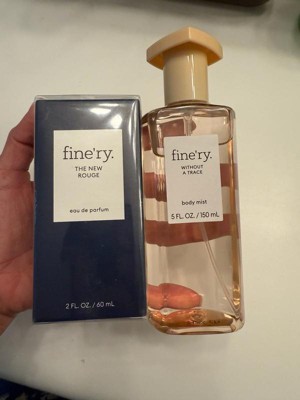 fine'ry.
THE NEW
ROUGE
eau de parfum
2 FL. OZ. / 60 mL
fine'ry.
WITHOUT
A TRACE
body mist
5 FL. OZ. / 150 mL